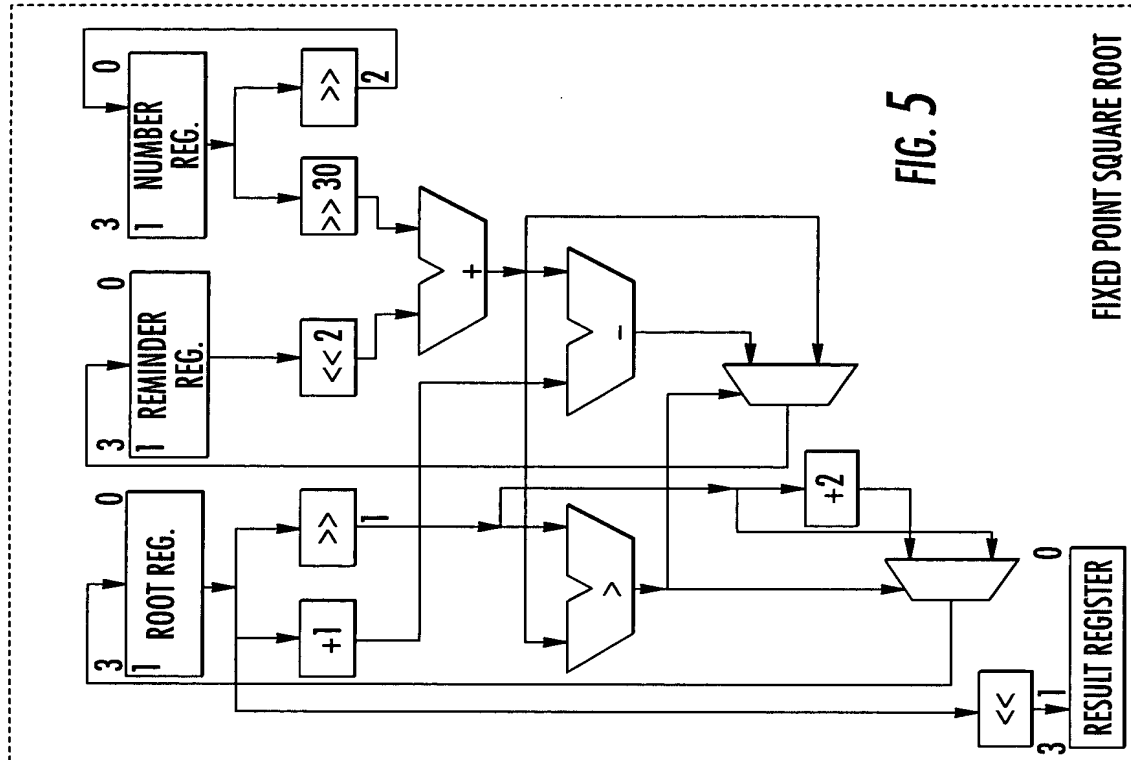 3 0
1 ROOT REG.
3 0
1 REMINDER
REG.
3 0
1 NUMBER
REG.
+1
>>
1
<< 2
>> 30
>>
2
+
>
-
+2
<<
1
3 0
RESULT REGISTER
FIG. 5
FIXED POINT SQUARE ROOT